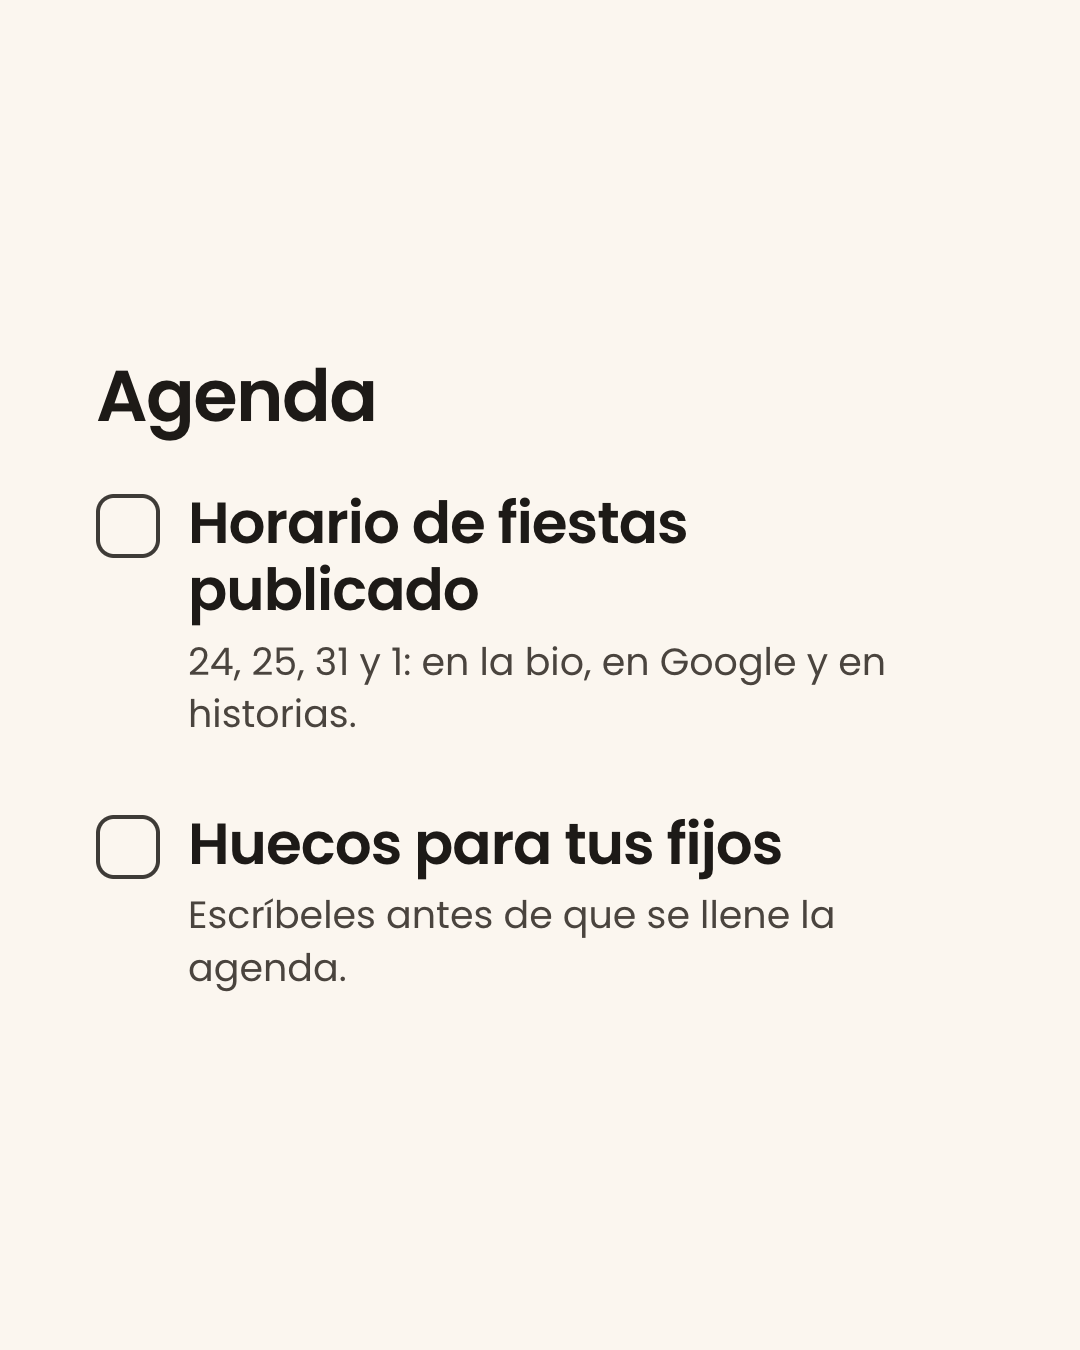 Agenda
Horario de fiestas
publicado
24, 25, 31 y 1: en la bio, en Google y en
historias.
Huecos para tus fijos
Escríbeles antes de que se llene la
agenda.